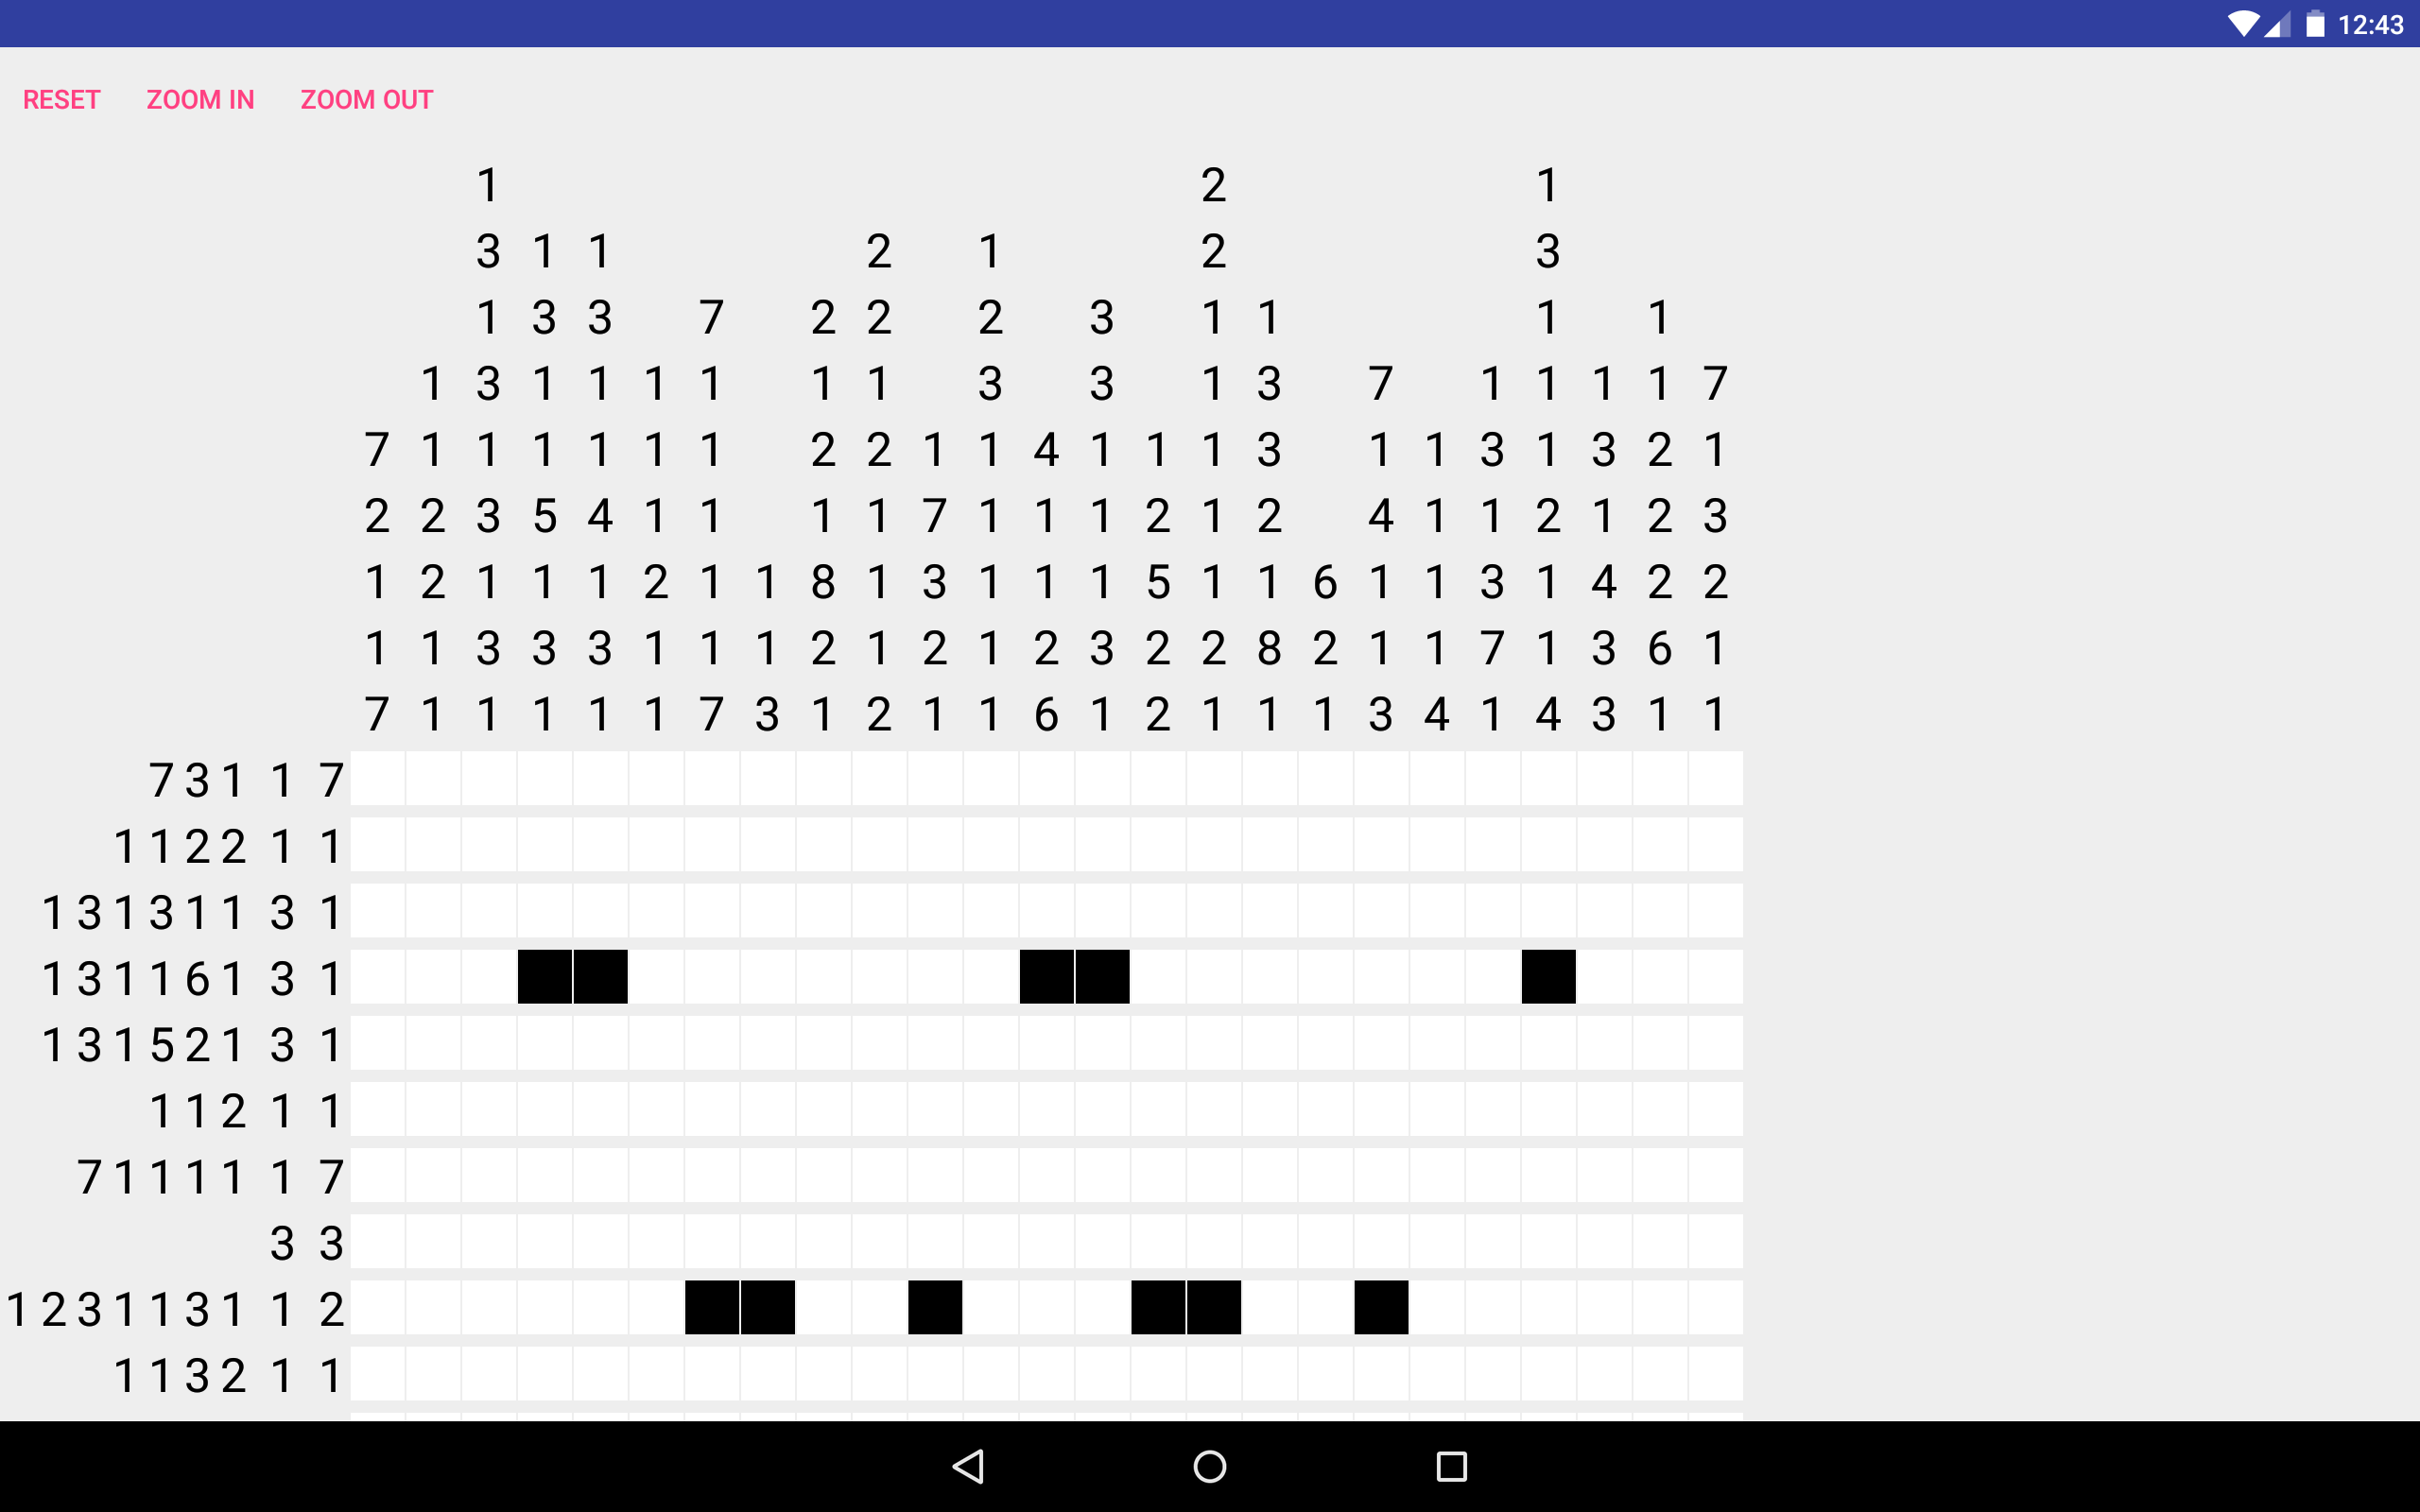 12:43
RESET ZOOM IN ZOOM OUT
1 2 1
3 1 1 2 1 2 3
1 3 3 7 2 2 2 3 1 1 1 1
1 3 1 1 1 1 1 1 3 3 1 3 7 1 1 1 1 7
7 1 1 1 1 1 1 2 2 1 1 4 1 1 1 3 1 1 3 1 3 2 1
2 2 3 5 4 1 1 1 1 7 1 1 1 2 1 2 4 1 1 2 1 2 3
1 2 1 1 1 2 1 1 8 1 3 1 1 1 5 1 1 6 1 1 3 1 4 2 2
1 1 3 3 3 1 1 1 2 1 2 1 2 3 2 2 8 2 1 1 7 1 3 6 1
7 1 1 1 1 1 7 3 1 2 1 1 6 1 2 1 1 1 3 4 1 4 3 1 1
7 3 1 1 7
1 1 2 2 1 1
1 3 1 3 1 1 3 1
1 3 1 1 6 1 3 1
1 3 1 5 2 1 3 1
1 1 2 1 1
7 1 1 1 1 1 7
3 3
1 2 3 1 1 3 1 1 2
1 1 3 2 1 1